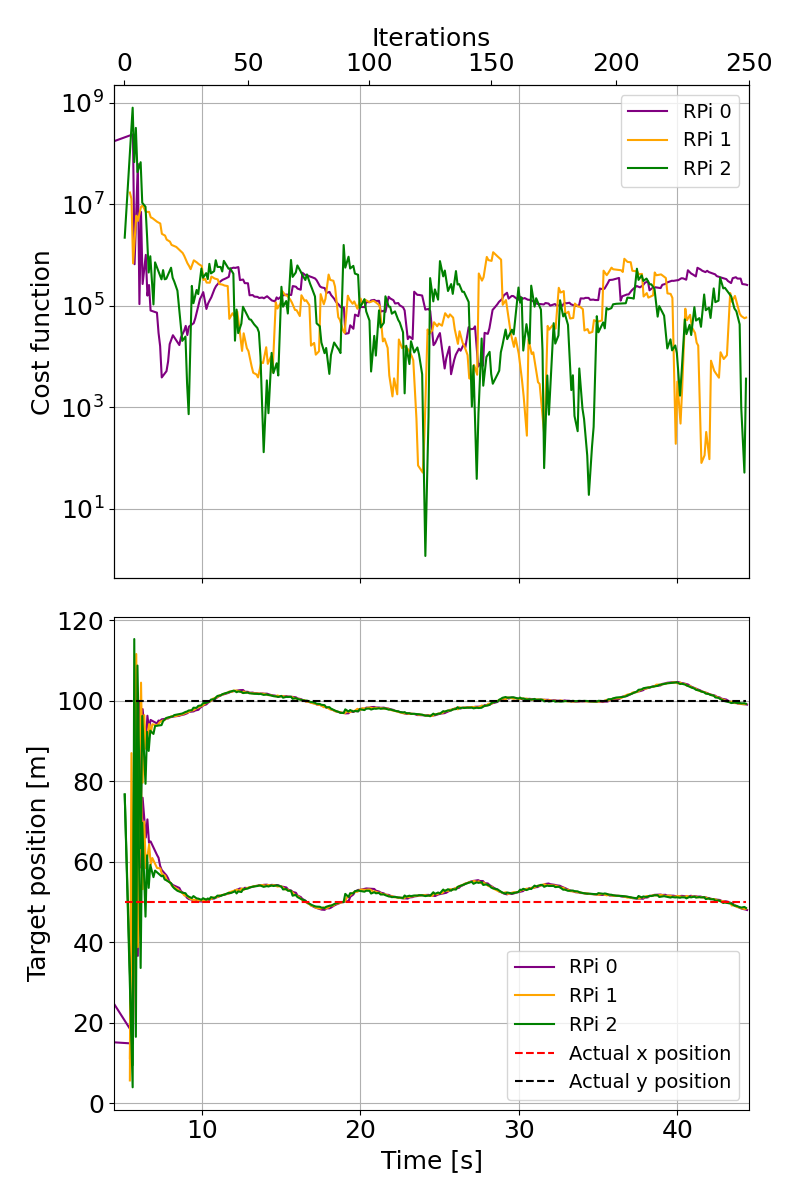 Iterations
0 50 100 150 200 250
Cost function
10⁹
10⁷
10⁵
10³
10¹
RPi 0
RPi 1
RPi 2
Target position [m]
120
100
80
60
40
20
0
RPi 0
RPi 1
RPi 2
Actual x position
Actual y position
10 20 30 40
Time [s]